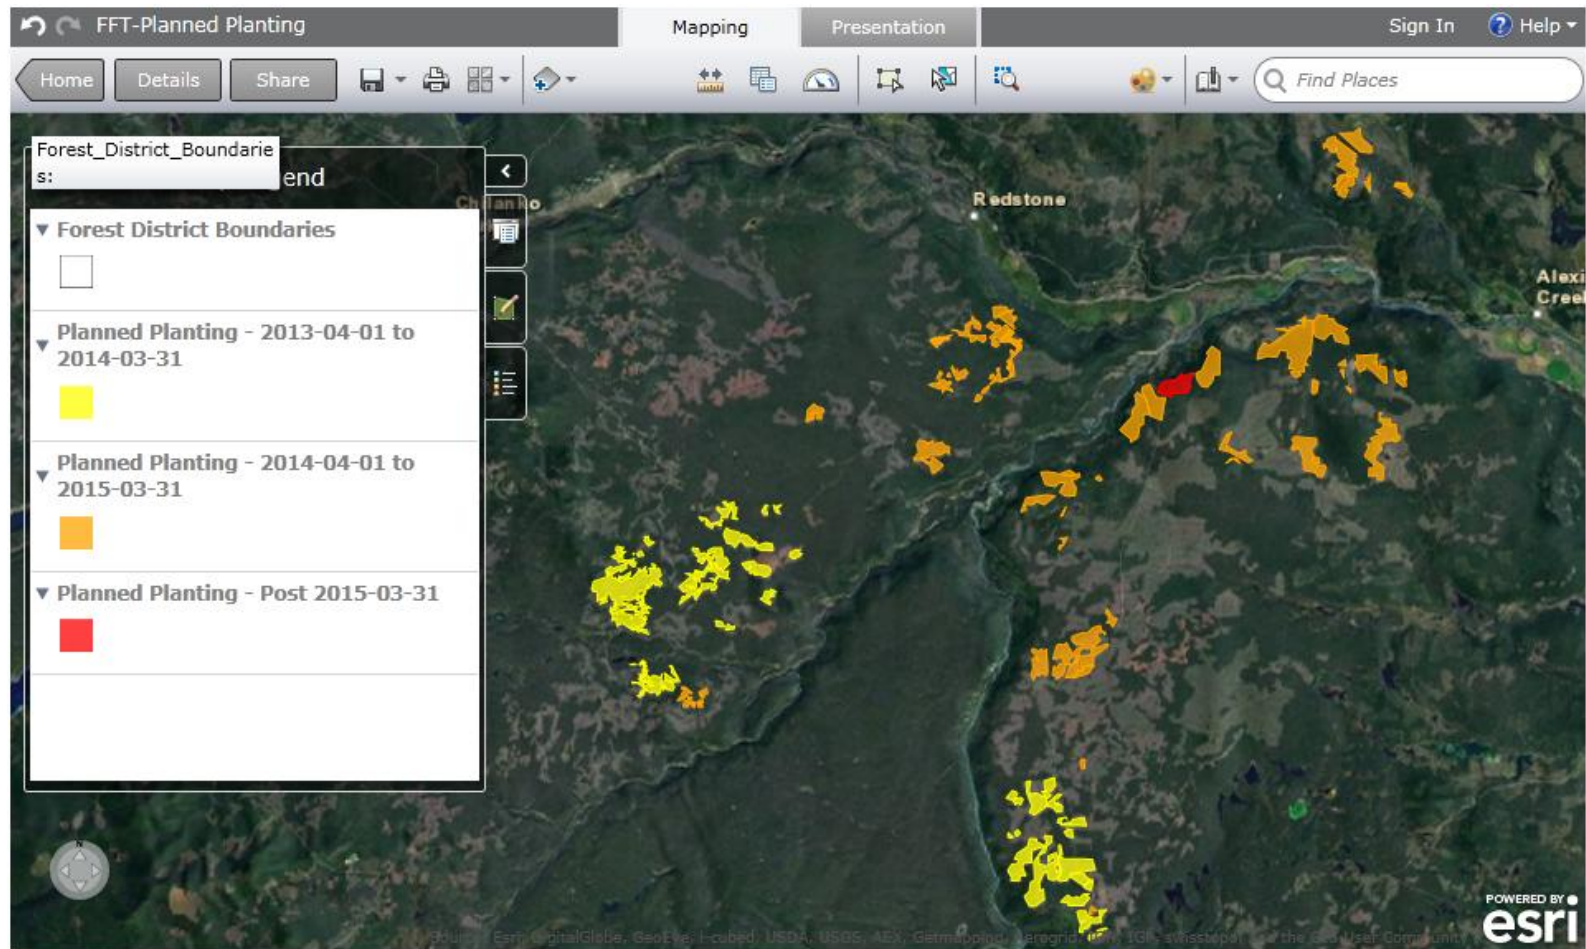 FFT-Planned Planting
Mapping
Presentation
Sign In
Help
Home
Details
Share
Find Places
Forest_District_Boundarie
s:
end
Forest District Boundaries
Planned Planting - 2013-04-01 to
2014-03-31
Planned Planting - 2014-04-01 to
2015-03-31
Planned Planting - Post 2015-03-31
Redstone
Alexi
Cree
N
POWERED BY
esri